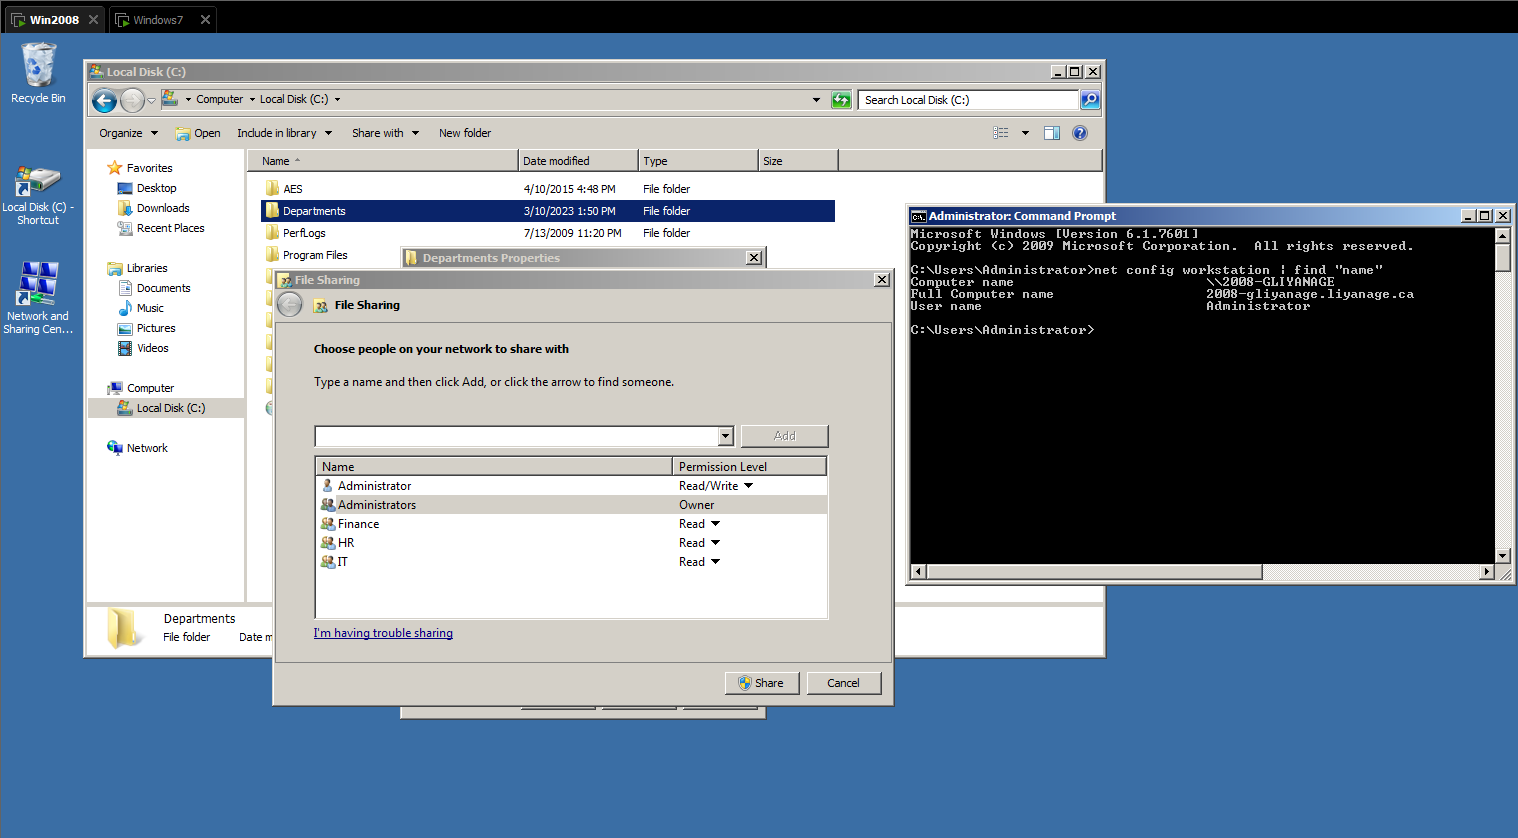 Win2008
Windows7
Recycle Bin
Local Disk (C) -
Shortcut
Network and
Sharing Cen...
Local Disk (C:)
Computer
Local Disk (C:)
Search Local Disk (C:)
Organize
Open
Include in library
Share with
New folder
Favorites
Desktop
Downloads
Recent Places
Libraries
Documents
Music
Pictures
Videos
Computer
Local Disk (C:)
Network
Name
Date modified
Type
Size
AES
4/10/2015 4:48 PM
File folder
Departments
3/10/2023 1:50 PM
File folder
PerfLogs
7/13/2009 11:20 PM
File folder
Program Files
Departments
File folder
Date m
Departments Properties
File Sharing
File Sharing
Choose people on your network to share with
Type a name and then click Add, or click the arrow to find someone.
Add
Name
Permission Level
Administrator
Read/Write
Administrators
Owner
Finance
Read
HR
Read
IT
Read
I'm having trouble sharing
Share
Cancel
Administrator: Command Prompt
Microsoft Windows [Version 6.1.7601]
Copyright (c) 2009 Microsoft Corporation.  All rights reserved.
C:\Users\Administrator>net config workstation | find "name"
Computer name                        \\2008-GLIYANAGE
Full Computer name                   2008-gliyanage.liyanage.ca
User name                            Administrator
C:\Users\Administrator>